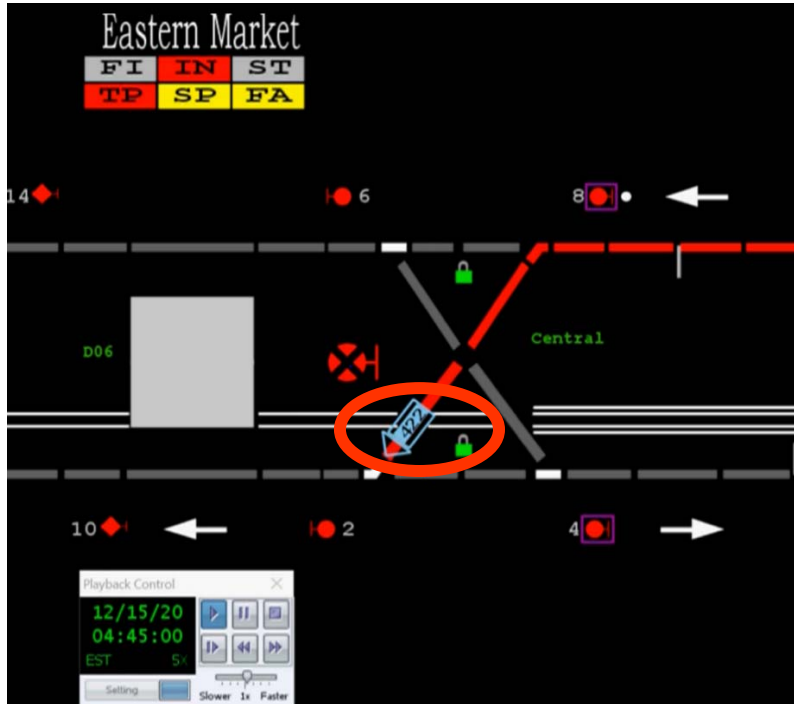 Eastern Market
FI IN ST
TP SP FA
14 6 8
D06 Central
422
10 2 4
Playback Control
12/15/20
04:45:00
EST 5x
Setting Slower 1x Faster